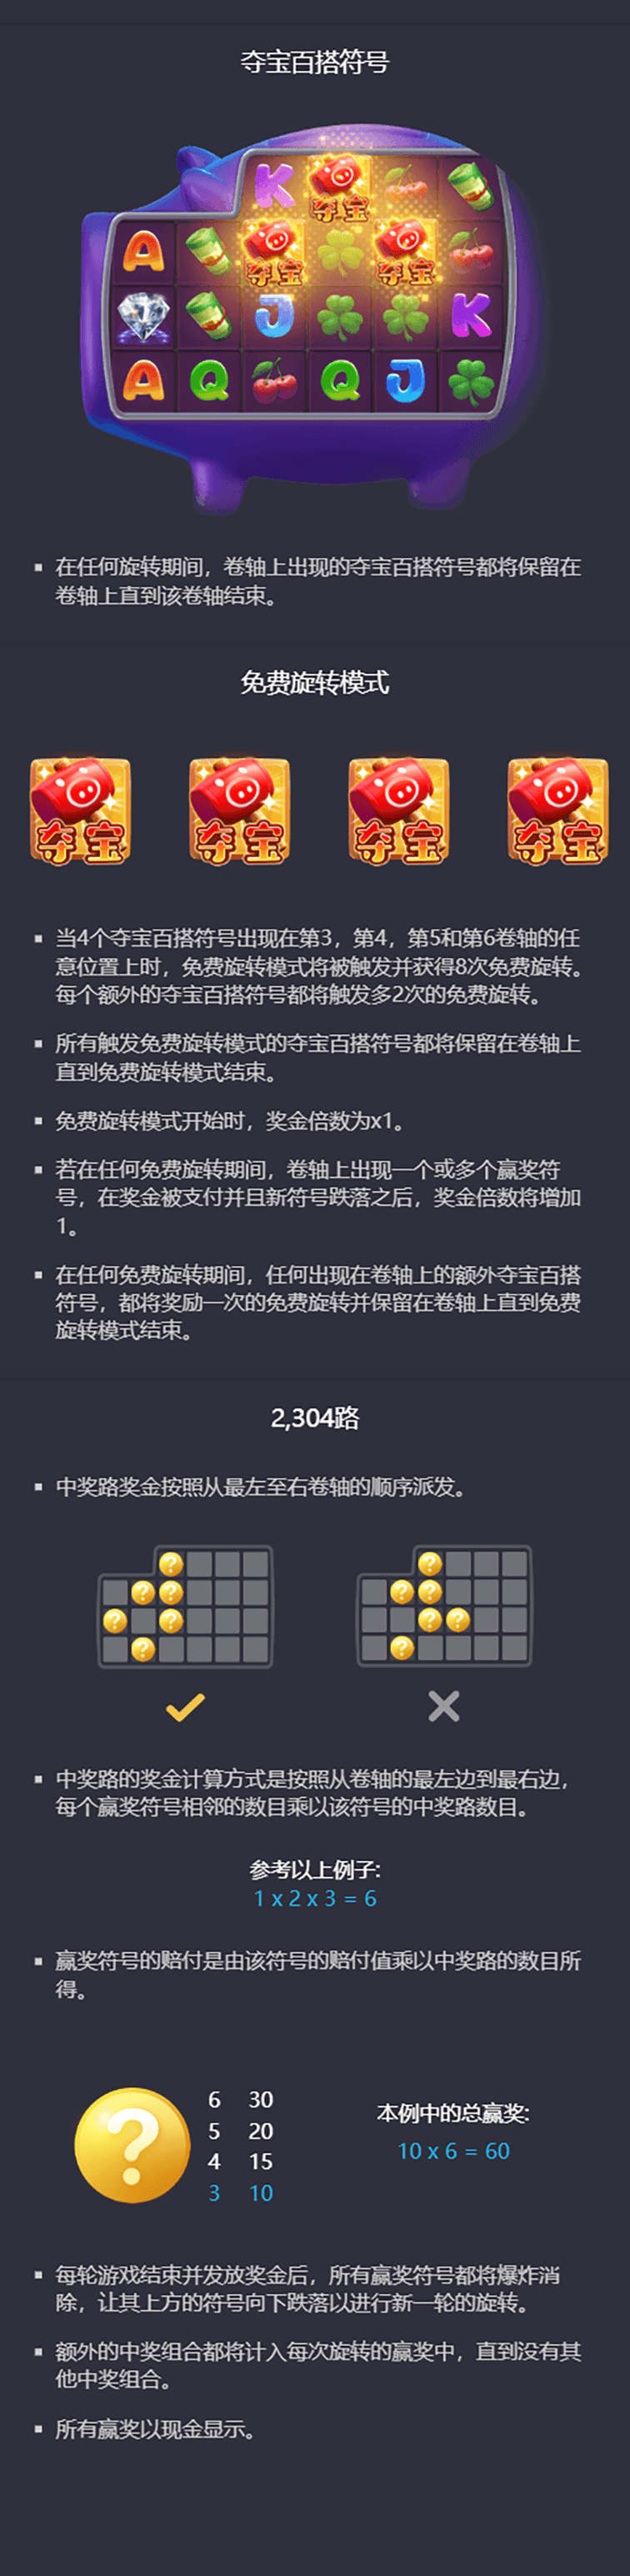 夺宝百搭符号
K
夺宝
A
夺宝
夺宝
J
K
A
Q
Q
J
在任何旋转期间，卷轴上出现的夺宝百搭符号都将保留在
卷轴上直到该卷轴结束。
免费旋转模式
夺宝
夺宝
夺宝
夺宝
当4个夺宝百搭符号出现在第3，第4，第5和第6卷轴的任
意位置上时，免费旋转模式将被触发并获得8次免费旋转。
每个额外的夺宝百搭符号都将触发多2次的免费旋转。
所有触发免费旋转模式的夺宝百搭符号都将保留在卷轴上
直到免费旋转模式结束。
免费旋转模式开始时，奖金倍数为x1。
若在任何免费旋转期间，卷轴上出现一个或多个赢奖符
号，在奖金被支付并且新符号跌落之后，奖金倍数将增加
1。
在任何免费旋转期间，任何出现在卷轴上的额外夺宝百搭
符号，都将奖励一次的免费旋转并保留在卷轴上直到免费
旋转模式结束。
2,304路
中奖路奖金按照从最左至右卷轴的顺序派发。
?
? ?
? ?
?
?
? ?
? ?
?
中奖路的奖金计算方式是按照从卷轴的最左边到最右边，
每个赢奖符号相邻的数目乘以该符号的中奖路数目。
参考以上例子:
1 x 2 x 3 = 6
赢奖符号的赔付是由该符号的赔付值乘以中奖路的数目所
得。
?
6 30
5 20
4 15
3 10
本例中的总赢奖:
10 x 6 = 60
每轮游戏结束并发放奖金后，所有赢奖符号都将爆炸消
除，让其上方的符号向下跌落以进行新一轮的旋转。
额外的中奖组合都将计入每次旋转的赢奖中，直到没有其
他中奖组合。
所有赢奖以现金显示。